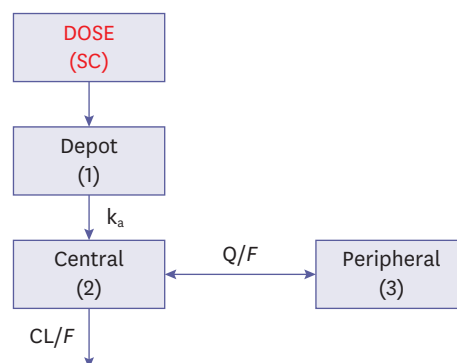 DOSE
(SC)
Depot
(1)
kₐ
Central
(2)
Q/F
Peripheral
(3)
CL/F